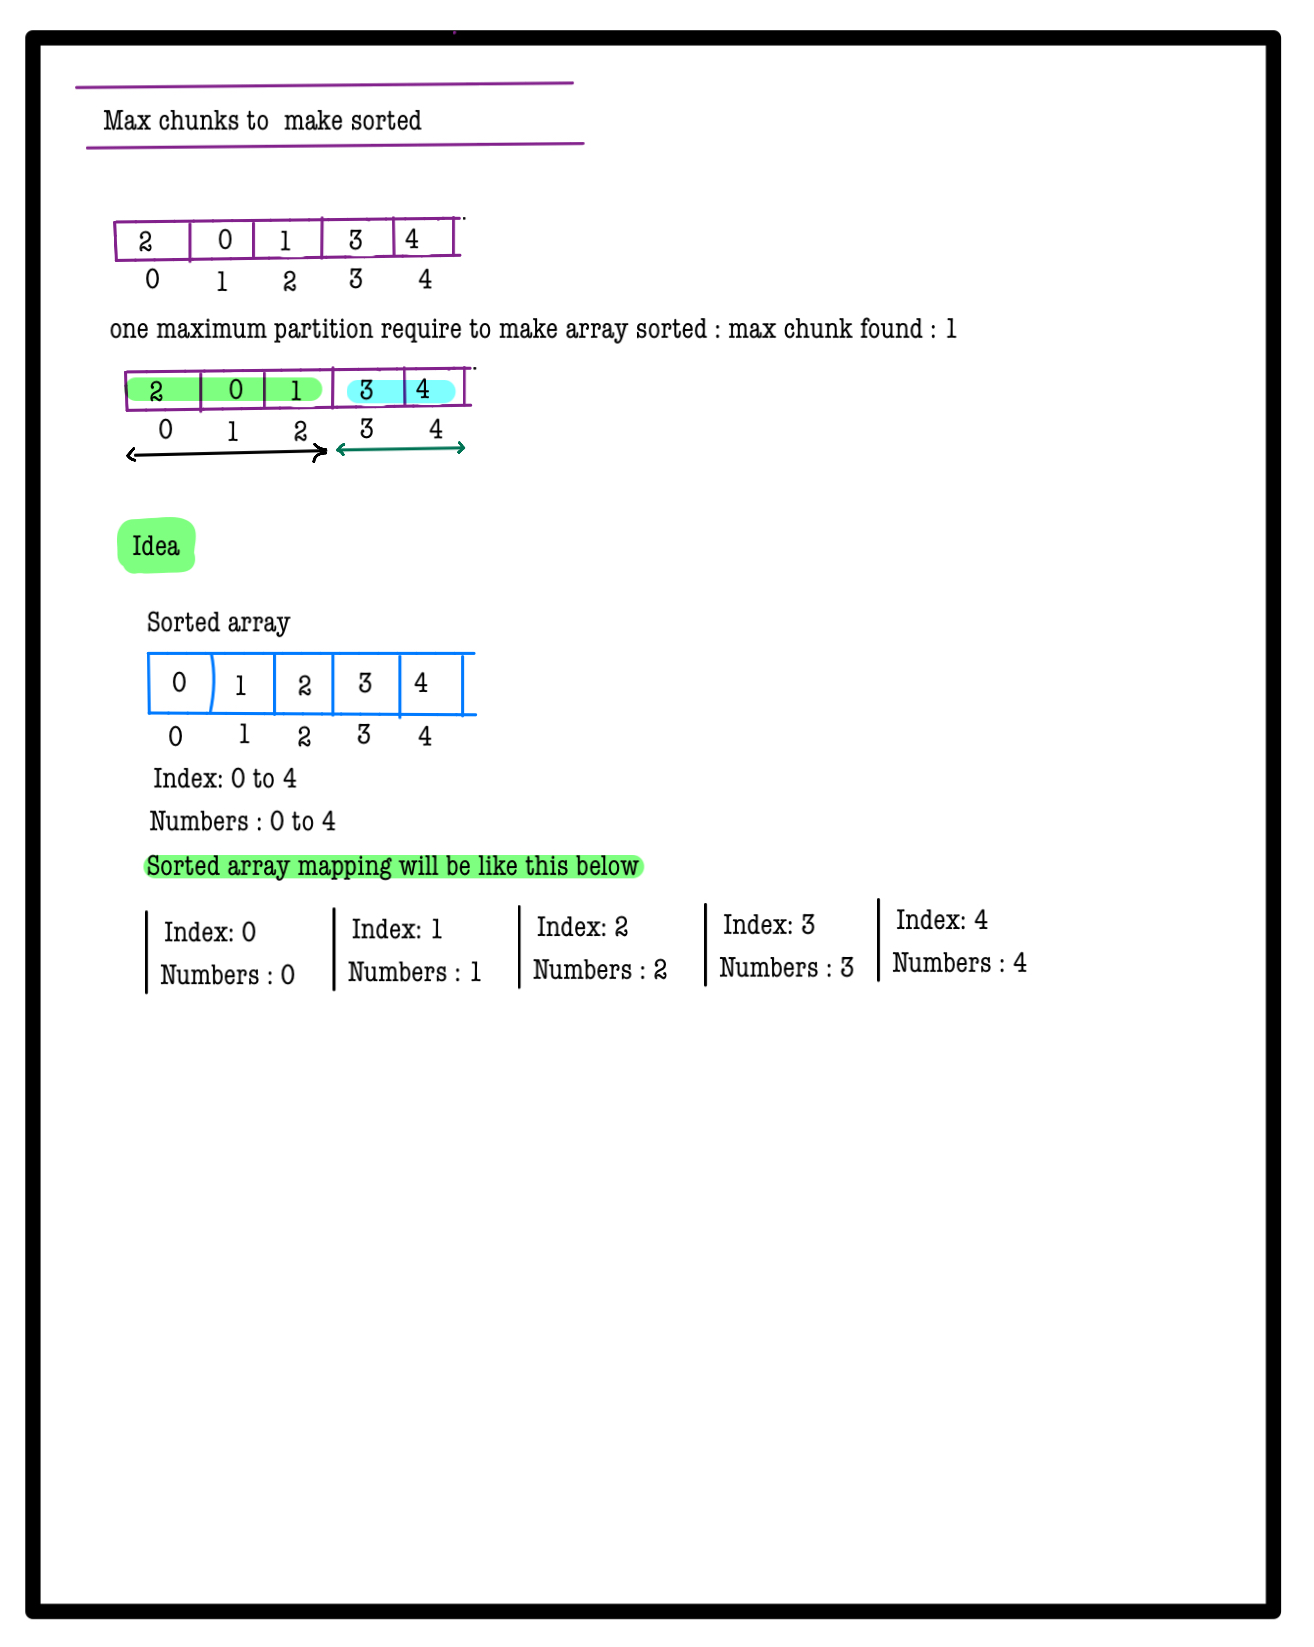 Max chunks to make sorted
2 0 1 3 4
0 1 2 3 4
one maximum partition require to make array sorted : max chunk found : 1
2 0 1 3 4
0 1 2 3 4
Idea
Sorted array
0 1 2 3 4
0 1 2 3 4
Index: 0 to 4
Numbers : 0 to 4
Sorted array mapping will be like this below
Index: 0 Index: 1 Index: 2 Index: 3 Index: 4
Numbers : 0 Numbers : 1 Numbers : 2 Numbers : 3 Numbers : 4